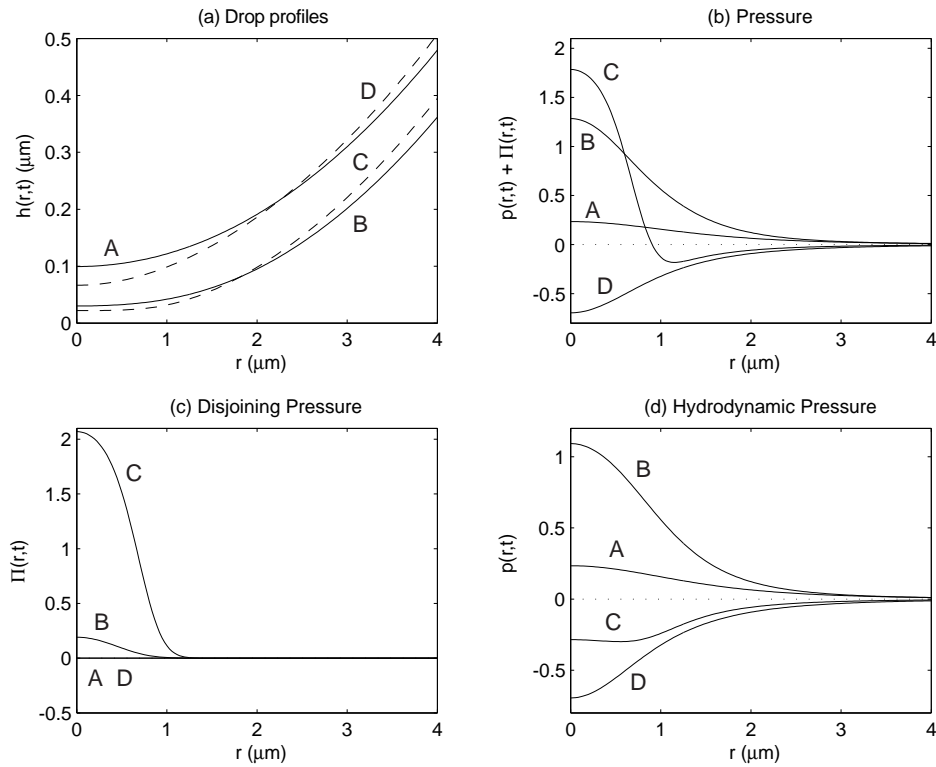 (a) Drop profiles
0.5
0.4
0.3
0.2
0.1
0
h(r,t) (μm)
A
D
C
B
0 1 2 3 4
r (μm)
(b) Pressure
2
1.5
1
0.5
0
-0.5
p(r,t) + Π(r,t)
C
B
A
D
0 1 2 3 4
r (μm)
(c) Disjoining Pressure
2
1.5
1
0.5
0
-0.5
Π(r,t)
C
B
A D
0 1 2 3 4
r (μm)
(d) Hydrodynamic Pressure
1
0.5
0
-0.5
p(r,t)
B
A
C
D
0 1 2 3 4
r (μm)